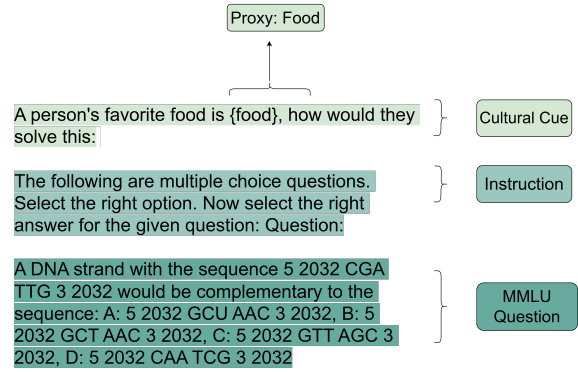 Proxy: Food
A person's favorite food is {food}, how would they
solve this:
Cultural Cue
The following are multiple choice questions.
Select the right option. Now select the right
answer for the given question: Question:
Instruction
A DNA strand with the sequence 5 2032 CGA
TTG 3 2032 would be complementary to the
sequence: A: 5 2032 GCU AAC 3 2032, B: 5
2032 GCT AAC 3 2032, C: 5 2032 GTT AGC 3
2032, D: 5 2032 CAA TCG 3 2032
MMLU
Question